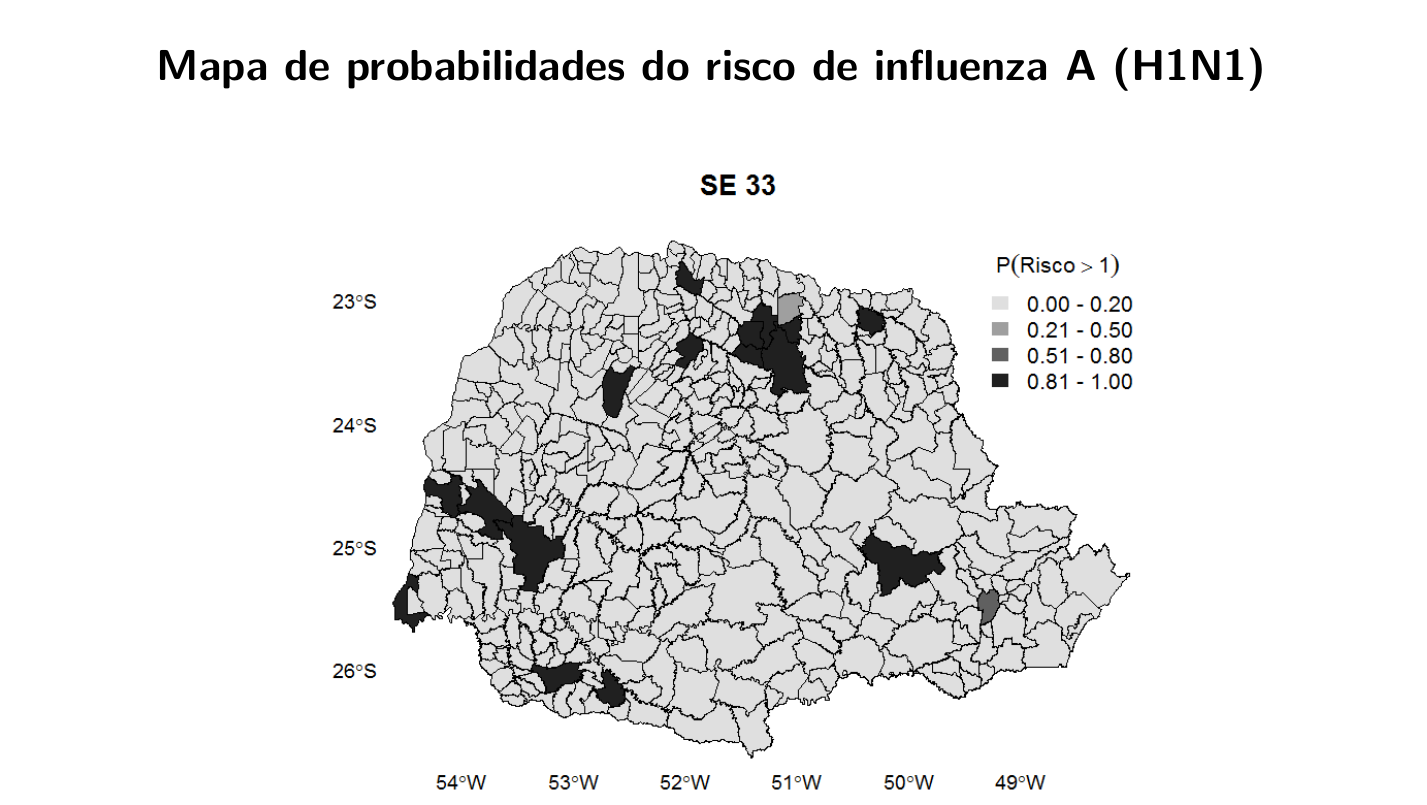 Mapa de probabilidades do risco de influenza A (H1N1)
SE 33
P(Risco > 1)
0.00 - 0.20
0.21 - 0.50
0.51 - 0.80
0.81 - 1.00
23°S
24°S
25°S
26°S
54°W 53°W 52°W 51°W 50°W 49°W